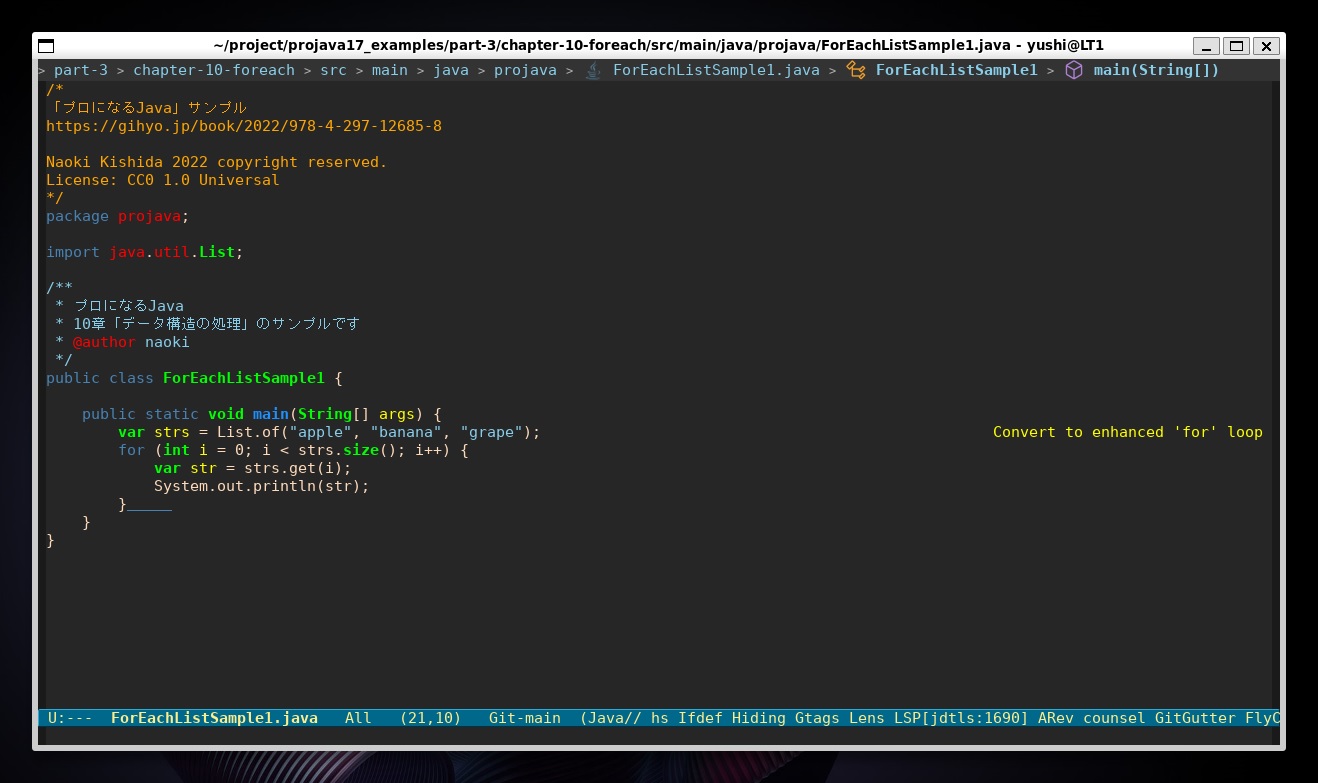 ~/project/projava17_examples/part-3/chapter-10-foreach/src/main/java/projava/ForEachListSample1.java - yushi@LT1
> part-3 > chapter-10-foreach > src > main > java > projava > ForEachListSample1.java > ForEachListSample1 > main(String[])
/*
「プロになるJava」サンプル
https://gihyo.jp/book/2022/978-4-297-12685-8
Naoki Kishida 2022 copyright reserved.
License: CC0 1.0 Universal
*/
package projava;
import java.util.List;
/**
 * プロになるJava
 * 10章「データ構造の処理」のサンプルです
 * @author naoki
 */
public class ForEachListSample1 {
    public static void main(String[] args) {
        var strs = List.of("apple", "banana", "grape"); Convert to enhanced 'for' loop
        for (int i = 0; i < strs.size(); i++) {
            var str = strs.get(i);
            System.out.println(str);
        }
    }
}
U:--- ForEachListSample1.java All (21,10) Git-main (Java// hs Ifdef Hiding Gtags Lens LSP[jdtls:1690] ARev counsel GitGutter FlyC